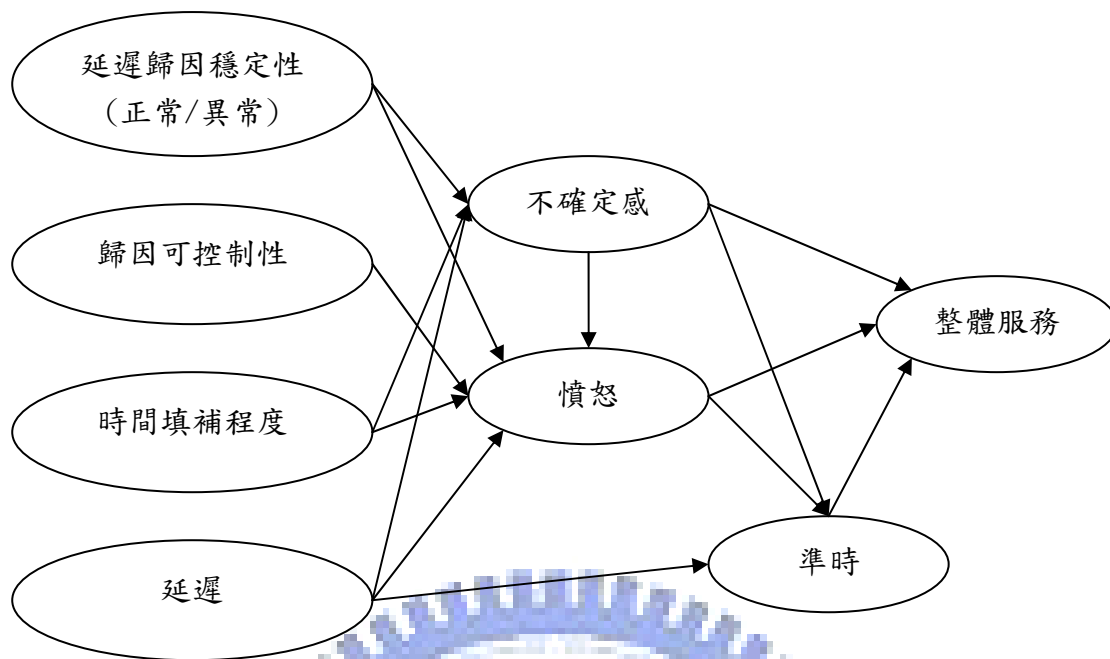 延遲歸因穩定性
(正常/異常)
不確定感
歸因可控制性
整體服務
憤怒
時間填補程度
準時
延遲